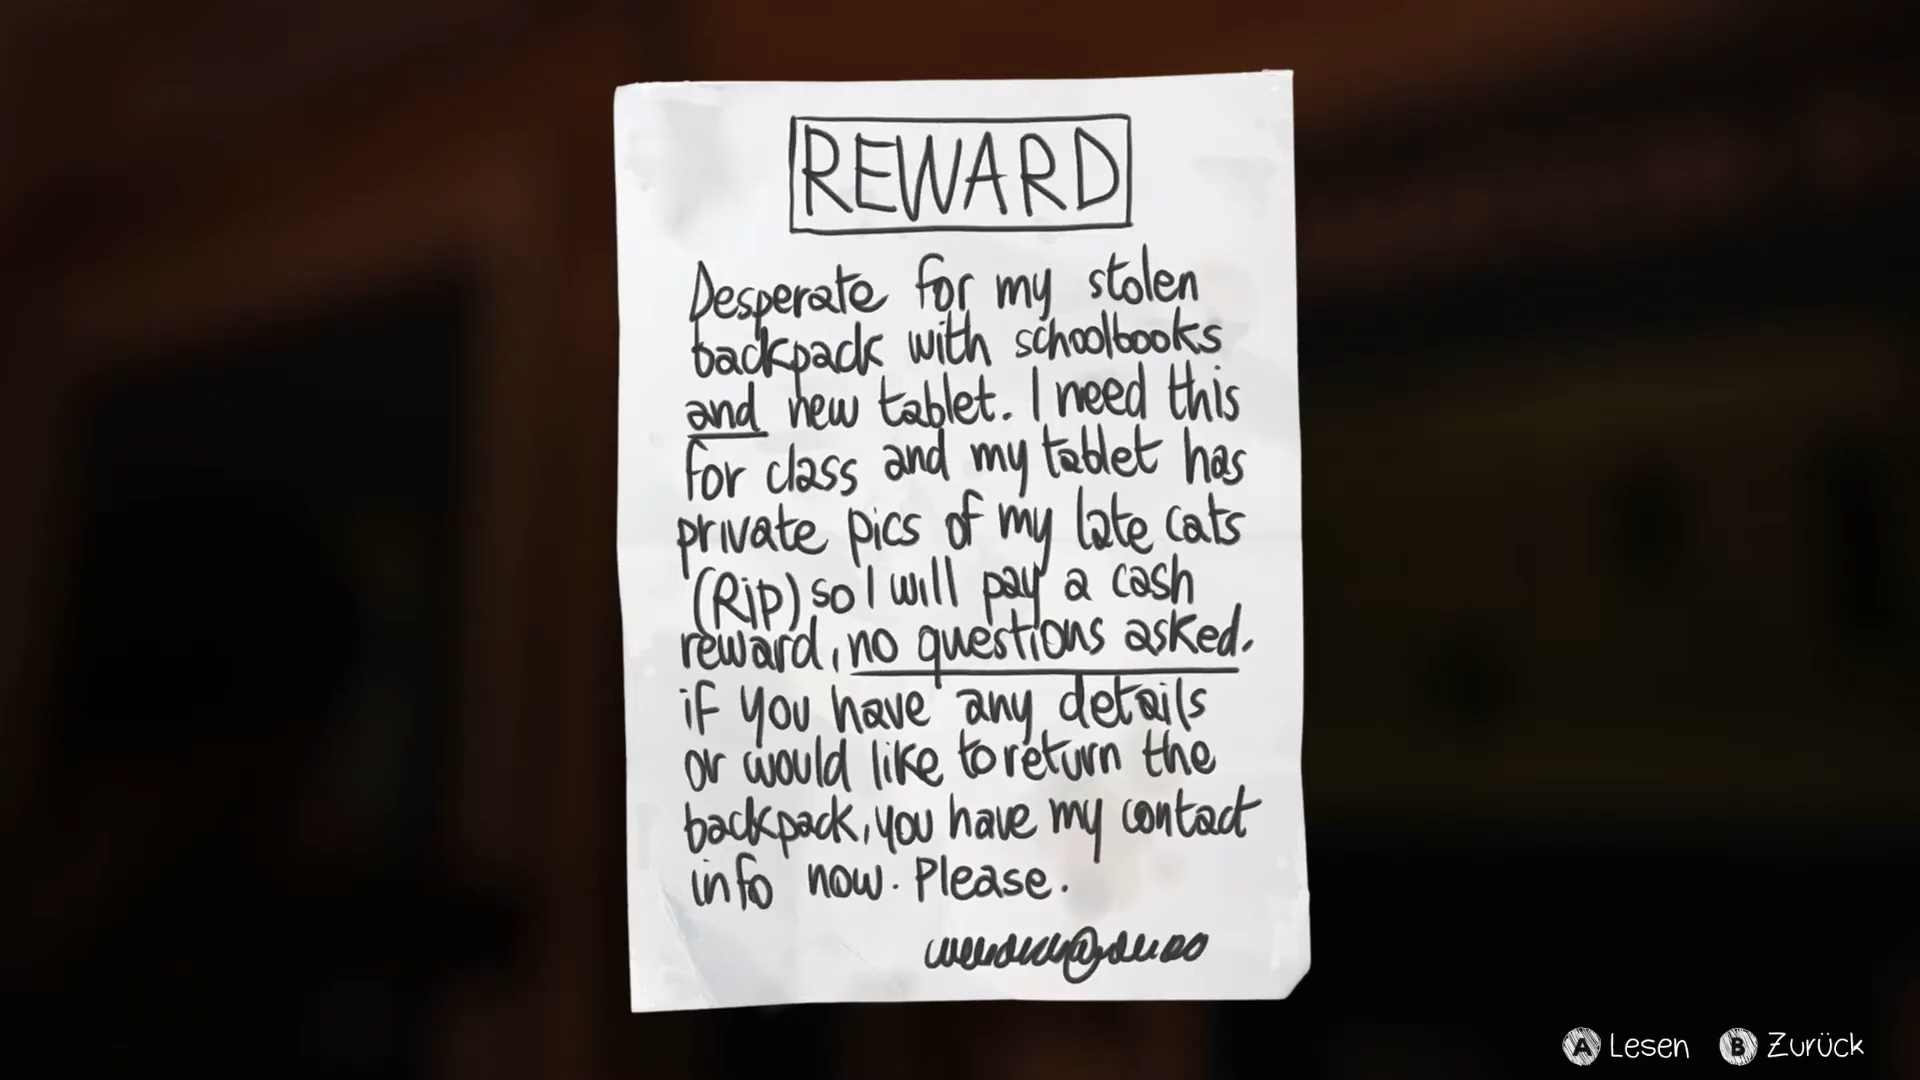 REWARD
Desperate for my stolen
backpack with schoolbooks
and new tablet. I need this
for class and my tablet has
private pics of my late cats
(RiP) so I will pay a cash
reward, no questions asked.
if you have any details
or would like to return the
backpack, you have my contact
info now. Please.
A Lesen B Zurück